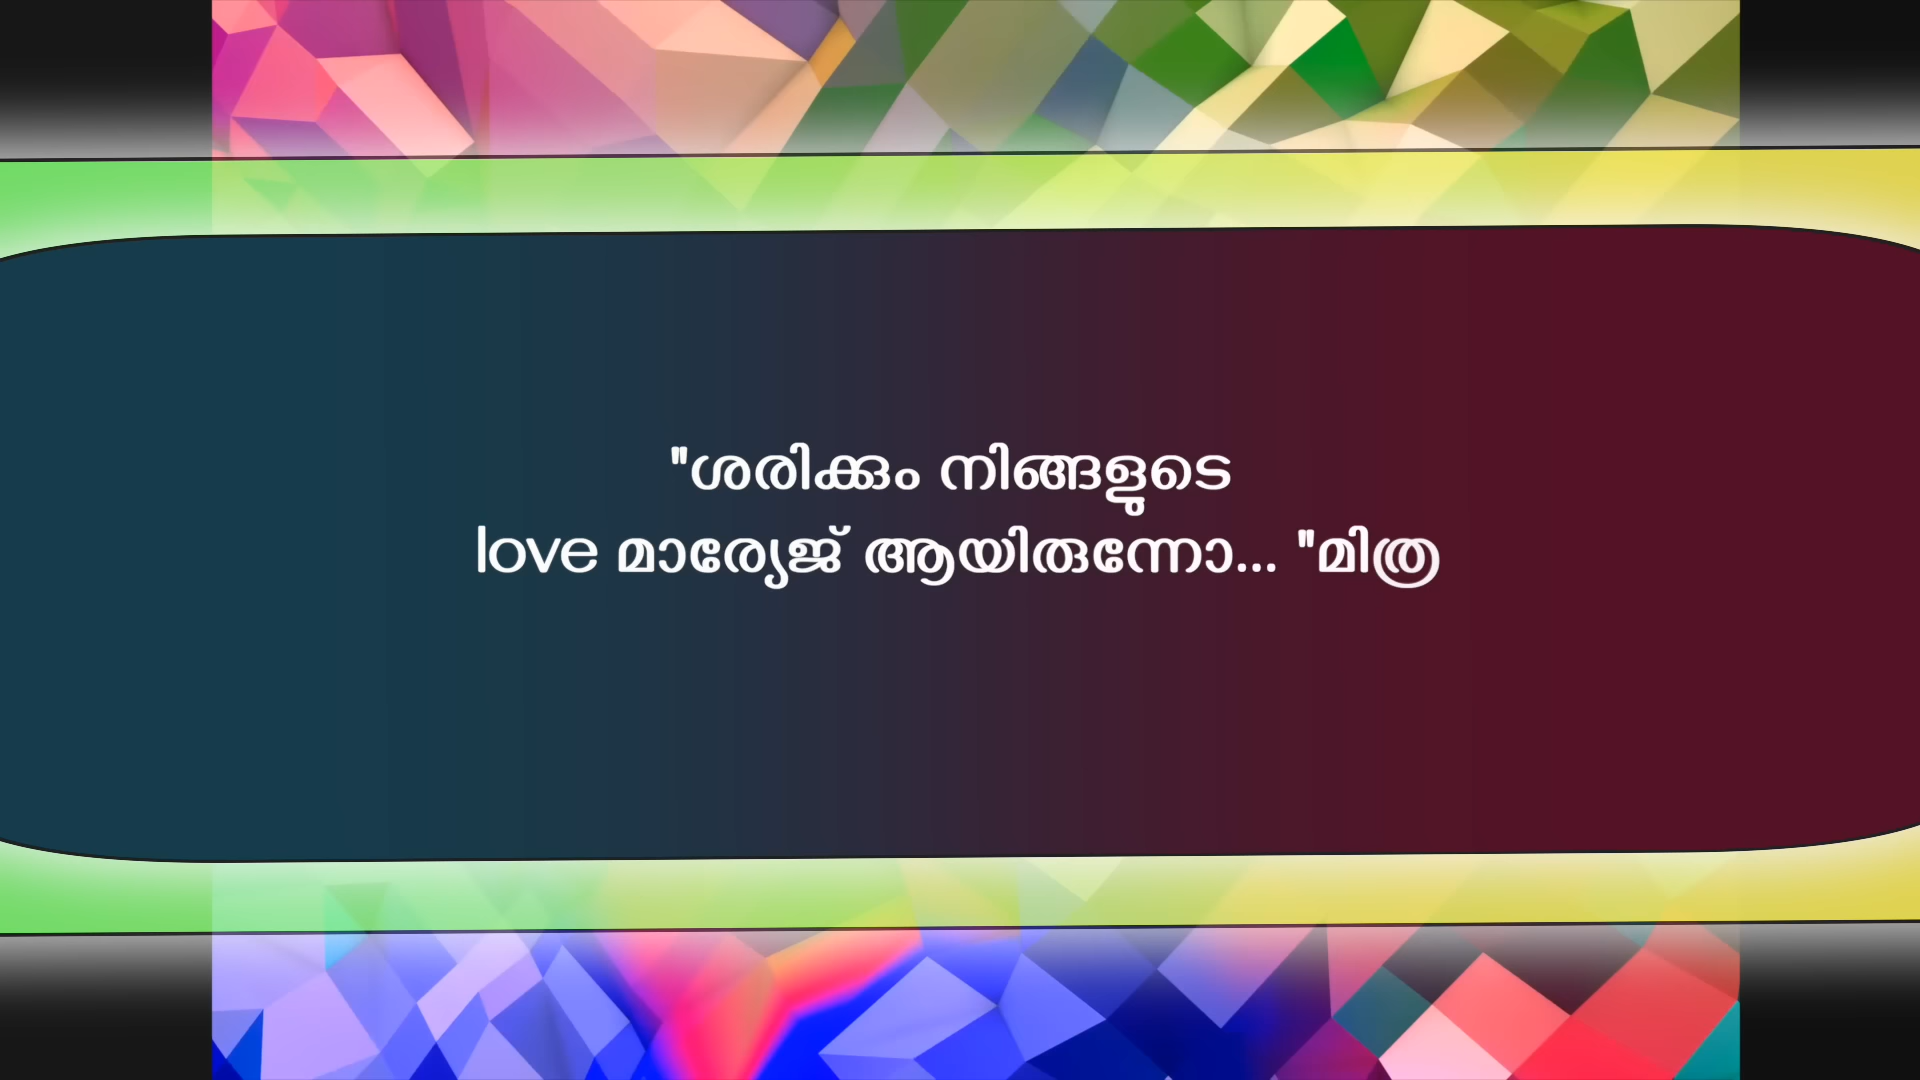 "ശരിക്കും നിങ്ങളുടെ
love മാര്യേജ് ആയിരുന്നോ... "മിത്ര